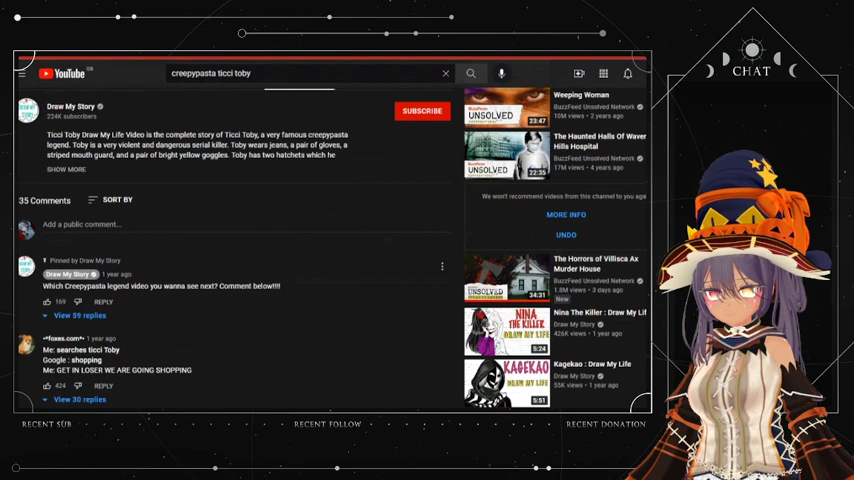 YouTube GB
creepypasta ticci toby
CHAT
Draw My Story
224K subscribers
SUBSCRIBE
Ticci Toby Draw My Life Video is the complete story of Ticci Toby, a very famous creepypasta
legend. Toby is a very violent and dangerous serial killer. Toby wears jeans, a pair of gloves, a
striped mouth guard, and a pair of bright yellow goggles. Toby has two hatchets which he
SHOW MORE
35 Comments
SORT BY
Add a public comment...
Pinned by Draw My Story
Draw My Story 1 year ago
Which Creepypasta legend video you wanna see next? Comment below!!!!
169 REPLY
View 59 replies
•*foxes.com*• 1 year ago
Me: searches ticci Toby
Google : shopping
Me: GET IN LOSER WE ARE GOING SHOPPING
424 REPLY
View 30 replies
UNSOLVED
23:47
Weeping Woman
BuzzFeed Unsolved Network
10M views • 2 years ago
UNSOLVED
22:35
The Haunted Halls Of Waver
Hills Hospital
BuzzFeed Unsolved Network
17M views • 4 years ago
We won't recommend videos from this channel to you aga
MORE INFO
UNDO
UNSOLVED
34:31
The Horrors of Villisca Ax
Murder House
BuzzFeed Unsolved Network
1.8M views • 3 days ago
New
NINA
THE KILLER
DRAW MY LIFE
5:24
Nina The Killer : Draw My Lif
Draw My Story
426K views • 1 year ago
KAGEKAO
DRAW MY LIFE
5:51
Kagekao : Draw My Life
Draw My Story
55K views • 1 year ago
RECENT SUB
RECENT FOLLOW
RECENT DONATION